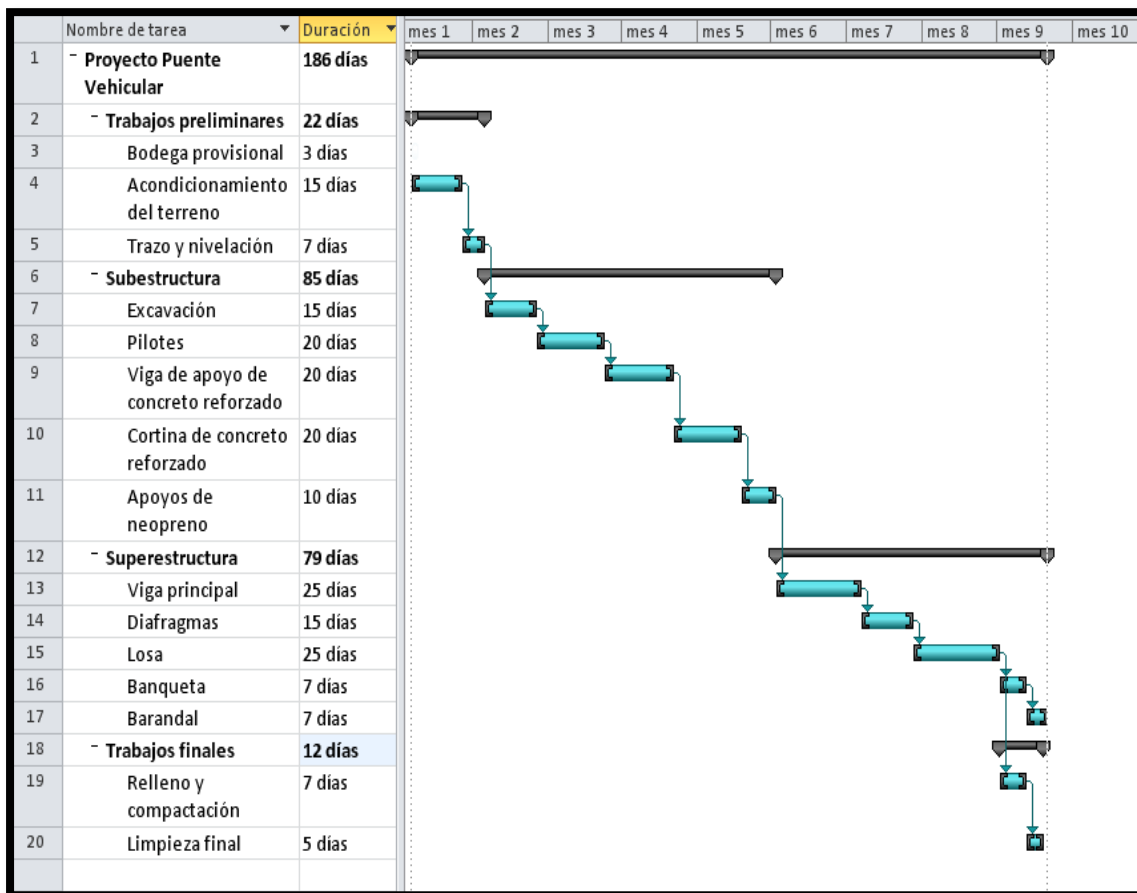 Nombre de tarea Duración mes 1 mes 2 mes 3 mes 4 mes 5 mes 6 mes 7 mes 8 mes 9 mes 10
1 Proyecto Puente 186 días
Vehicular
2 Trabajos preliminares 22 días
3 Bodega provisional 3 días
4 Acondicionamiento 15 días
del terreno
5 Trazo y nivelación 7 días
6 Subestructura 85 días
7 Excavación 15 días
8 Pilotes 20 días
9 Viga de apoyo de 20 días
concreto reforzado
10 Cortina de concreto 20 días
reforzado
11 Apoyos de 10 días
neopreno
12 Superestructura 79 días
13 Viga principal 25 días
14 Diafragmas 15 días
15 Losa 25 días
16 Banqueta 7 días
17 Barandal 7 días
18 Trabajos finales 12 días
19 Relleno y 7 días
compactación
20 Limpieza final 5 días